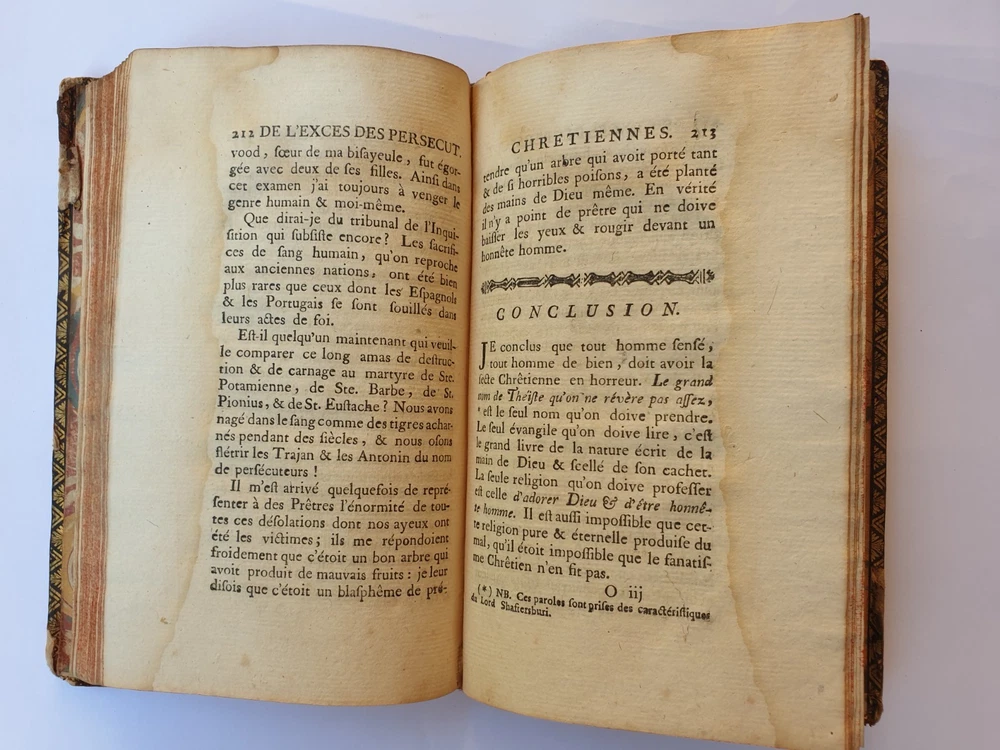 212 DE L'EXCES DES PERSECUT.
vood, sœur de ma bisayeule, fut égor-
gée avec deux de ses filles. Ainsi dans
cet examen j'ai toujours à venger le
genre humain & moi-même.
Que dirai-je du tribunal de l'Inqui-
sition qui subsiste encore? Les sacrifi-
ces de sang humain, qu'on reproche
aux anciennes nations, ont été bien
plus rares que ceux dont les Espagnols
& les Portugais se sont souillés dans
leurs actes de foi.
Est-il quelqu'un maintenant qui veuil-
le comparer ce long amas de destruc-
tion & de carnage au martyre de Ste.
Potamienne, de Ste. Barbe, de St.
Pionius, & de St. Eustache? Nous avons
nagé dans le sang comme des tigres achar-
nés pendant des siècles, & nous osons
flétrir les Trajan & les Antonin du nom
de persécuteurs!
Il m'est arrivé quelquefois de repré-
senter à des Prêtres l'énormité de tou-
tes ces désolations dont nos ayeux ont
été les victimes; ils me répondoient
froidement que c'étoit un bon arbre qui
avoit produit de mauvais fruits: je leur
disois que c'étoit un blasphême de pré-
CHRETIENNES. 213
tendre qu'un arbre qui avoit porté tant
& de si horribles poisons, a été planté
des mains de Dieu même. En vérité
il n'y a point de prêtre qui ne doive
baisser les yeux & rougir devant un
honnête homme.
CONCLUSION.
JE conclus que tout homme sensé,
tout homme de bien, doit avoir la
secte Chrêtienne en horreur. Le grand
nom de Théïste qu'on ne révère pas assez,
* est le seul nom qu'on doive prendre.
Le seul évangile qu'on doive lire, c'est
le grand livre de la nature écrit de la
main de Dieu & scellé de son cachet.
La seule religion qu'on doive professer
est celle d'adorer Dieu & d'être honnê-
te homme. Il est aussi impossible que cet-
te religion pure & éternelle produise du
mal, qu'il étoit impossible que le fanatis-
me Chrêtien n'en fit pas.
O iij
(*) NB. Ces paroles sont prises des caractéristiques
du Lord Shaftersburi.